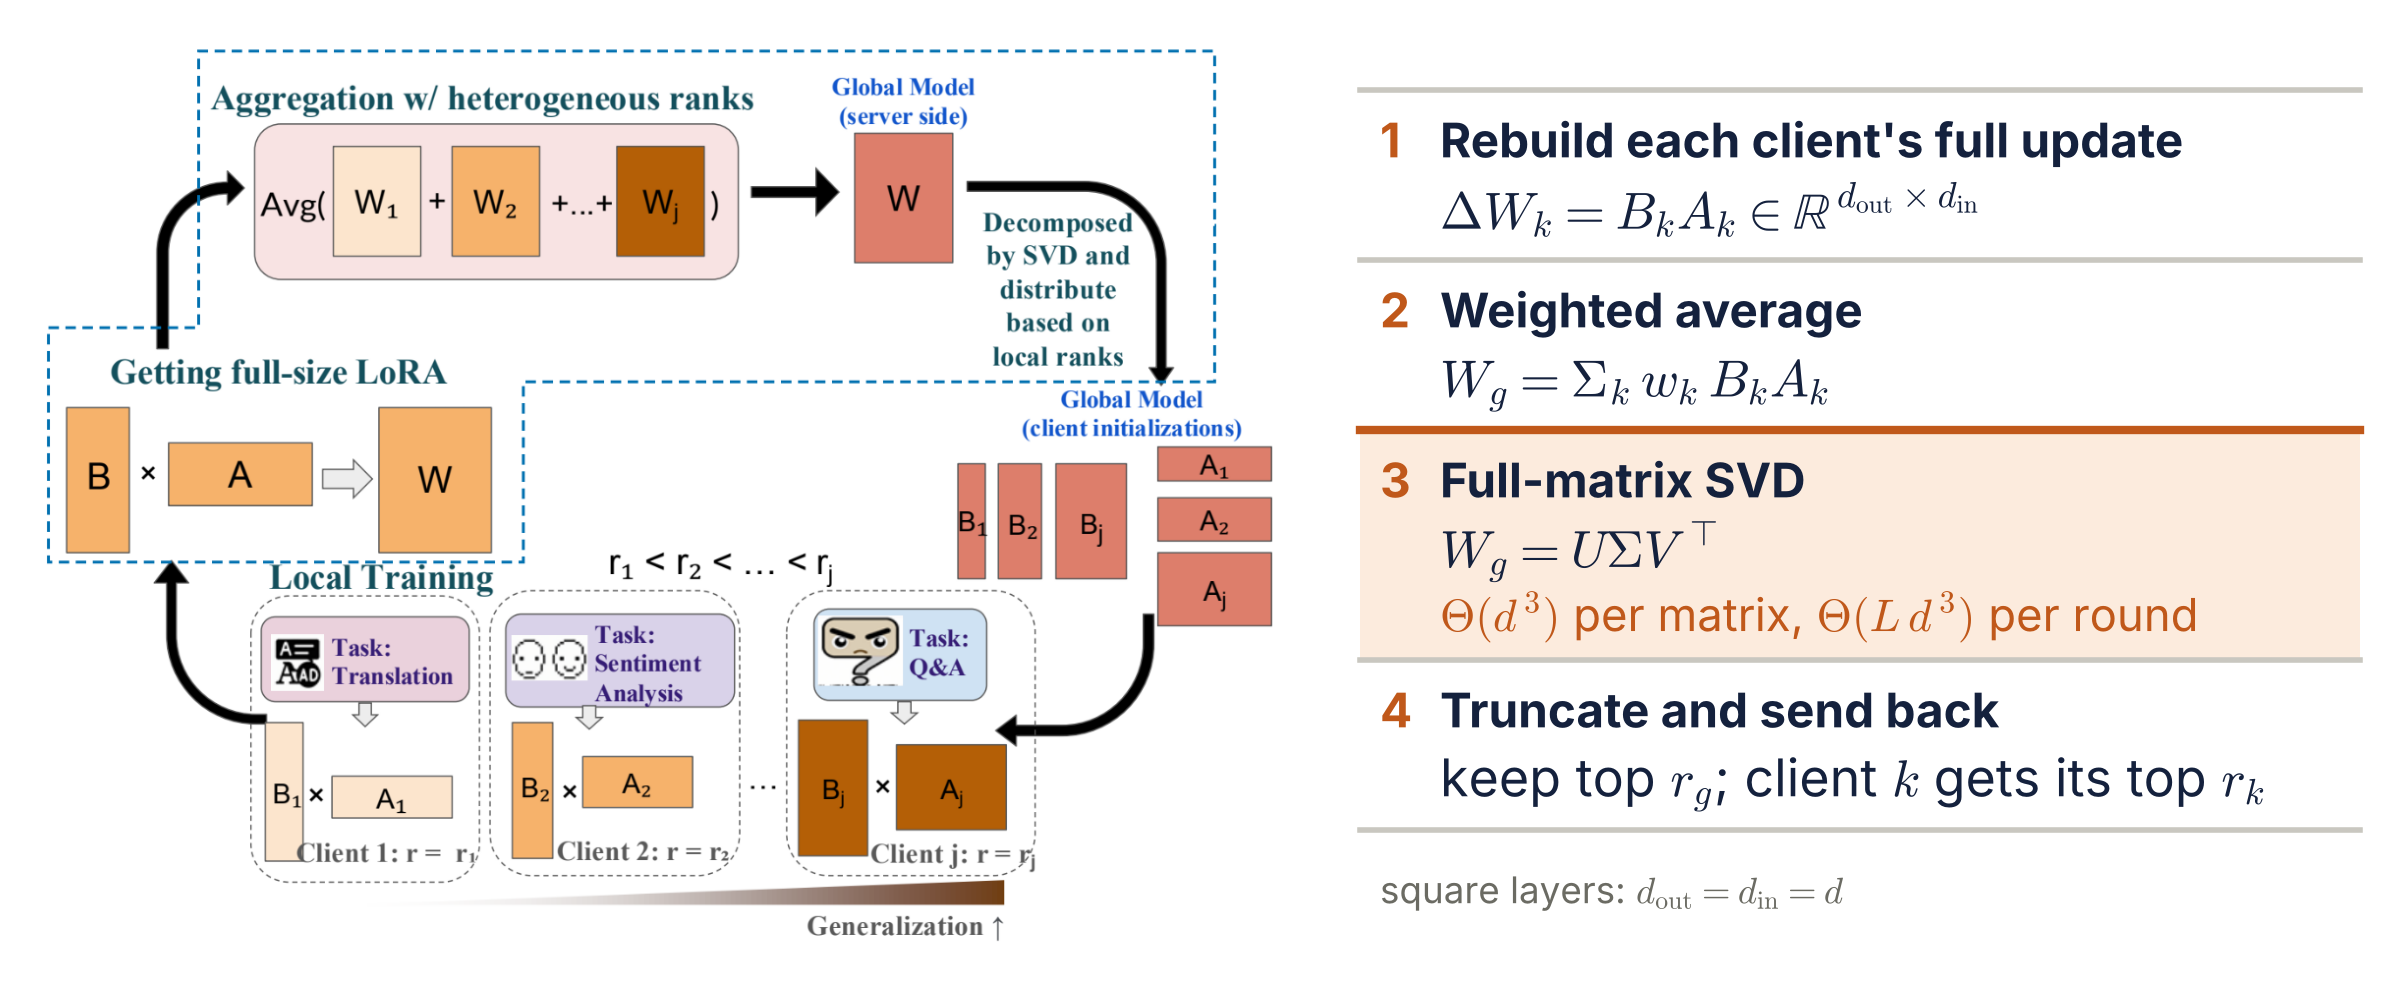 Aggregation w/ heterogeneous ranks
Avg( W₁ + W₂ +...+ Wⱼ )
Global Model
(server side)
W
Decomposed
by SVD and
distribute
based on
local ranks
Getting full-size LoRA
B × A W
Global Model
(client initializations)
B₁ B₂ Bⱼ
A₁
A₂
Aⱼ
r₁ < r₂ < ... < rⱼ
Local Training
Task:
Translation
B₁ × A₁
Client 1: r = r₁
Task:
Sentiment
Analysis
B₂ × A₂
Client 2: r = r₂
...
Task:
Q&A
Bⱼ × Aⱼ
Client j: r = rⱼ
Generalization ↑
1 Rebuild each client's full update
ΔWₖ = BₖAₖ ∈ ℝ^{d_out × d_in}
2 Weighted average
W_g = Σₖ wₖ BₖAₖ
3 Full-matrix SVD
W_g = UΣV^⊤
Θ(d³) per matrix, Θ(L d³) per round
4 Truncate and send back
keep top r_g; client k gets its top rₖ
square layers: d_out = d_in = d